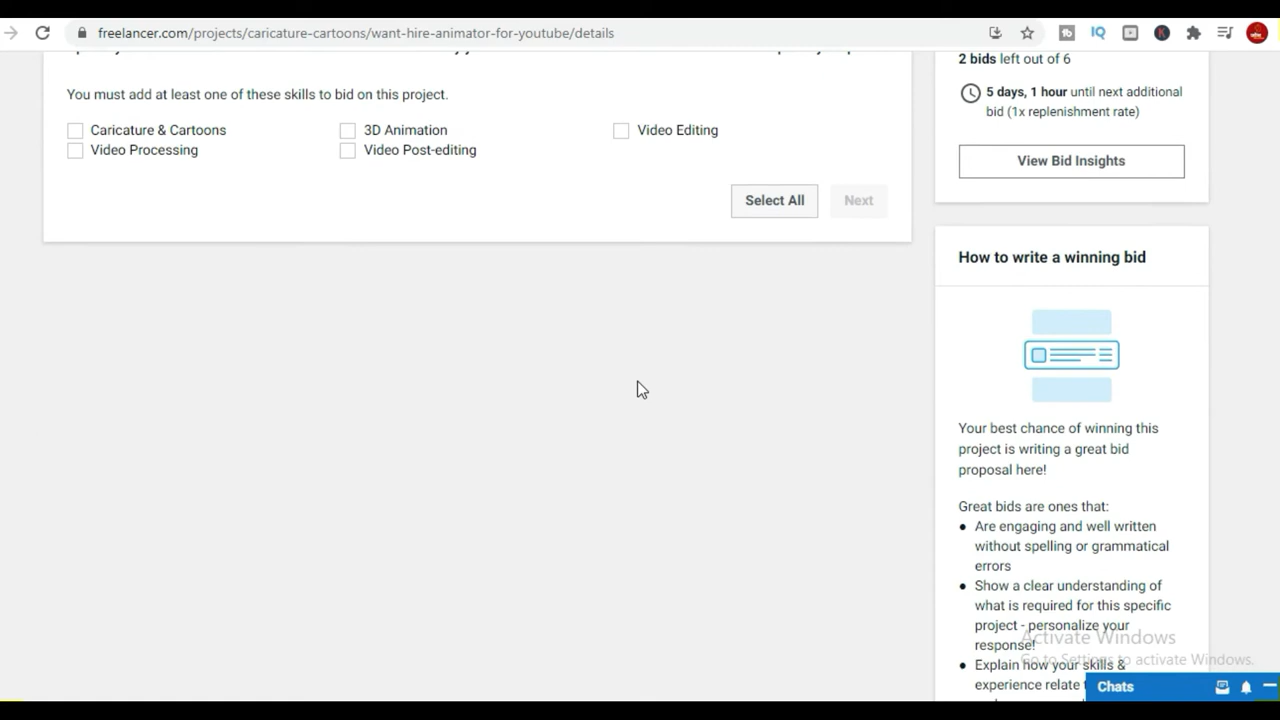 freelancer.com/projects/caricature-cartoons/want-hire-animator-for-youtube/details
You must add at least one of these skills to bid on this project.
Caricature & Cartoons
3D Animation
Video Editing
Video Processing
Video Post-editing
Select All
Next
2 bids left out of 6
5 days, 1 hour until next additional
bid (1x replenishment rate)
View Bid Insights
How to write a winning bid
Your best chance of winning this
project is writing a great bid
proposal here!
Great bids are ones that:
● Are engaging and well written
without spelling or grammatical
errors
● Show a clear understanding of
what is required for this specific
project - personalize your
response!
● Explain how your skills &
experience relate
Activate Windows
Go to Settings to activate Windows.
Chats